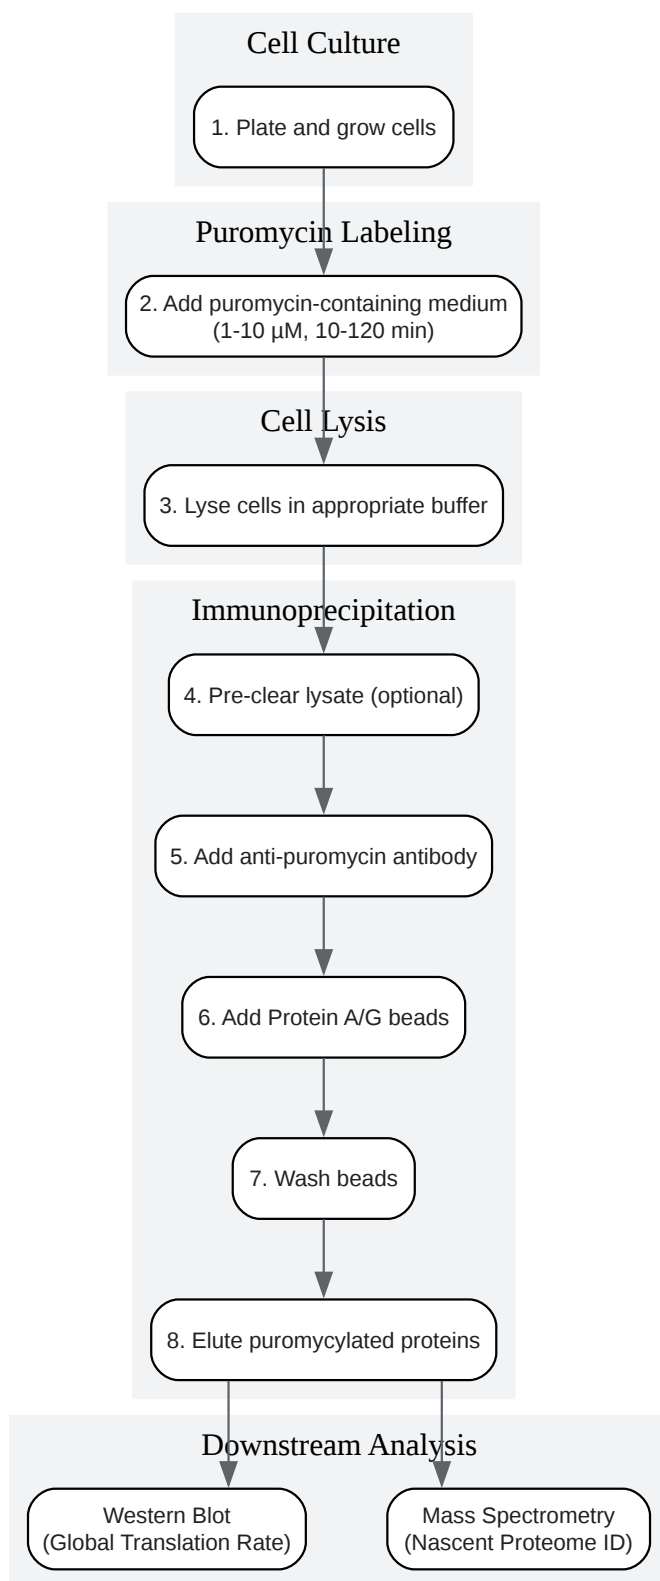 Cell Culture
1. Plate and grow cells
Puromycin Labeling
2. Add puromycin-containing medium
(1-10 µM, 10-120 min)
Cell Lysis
3. Lyse cells in appropriate buffer
Immunoprecipitation
4. Pre-clear lysate (optional)
5. Add anti-puromycin antibody
6. Add Protein A/G beads
7. Wash beads
8. Elute puromycylated proteins
Downstream Analysis
Western Blot
(Global Translation Rate)
Mass Spectrometry
(Nascent Proteome ID)